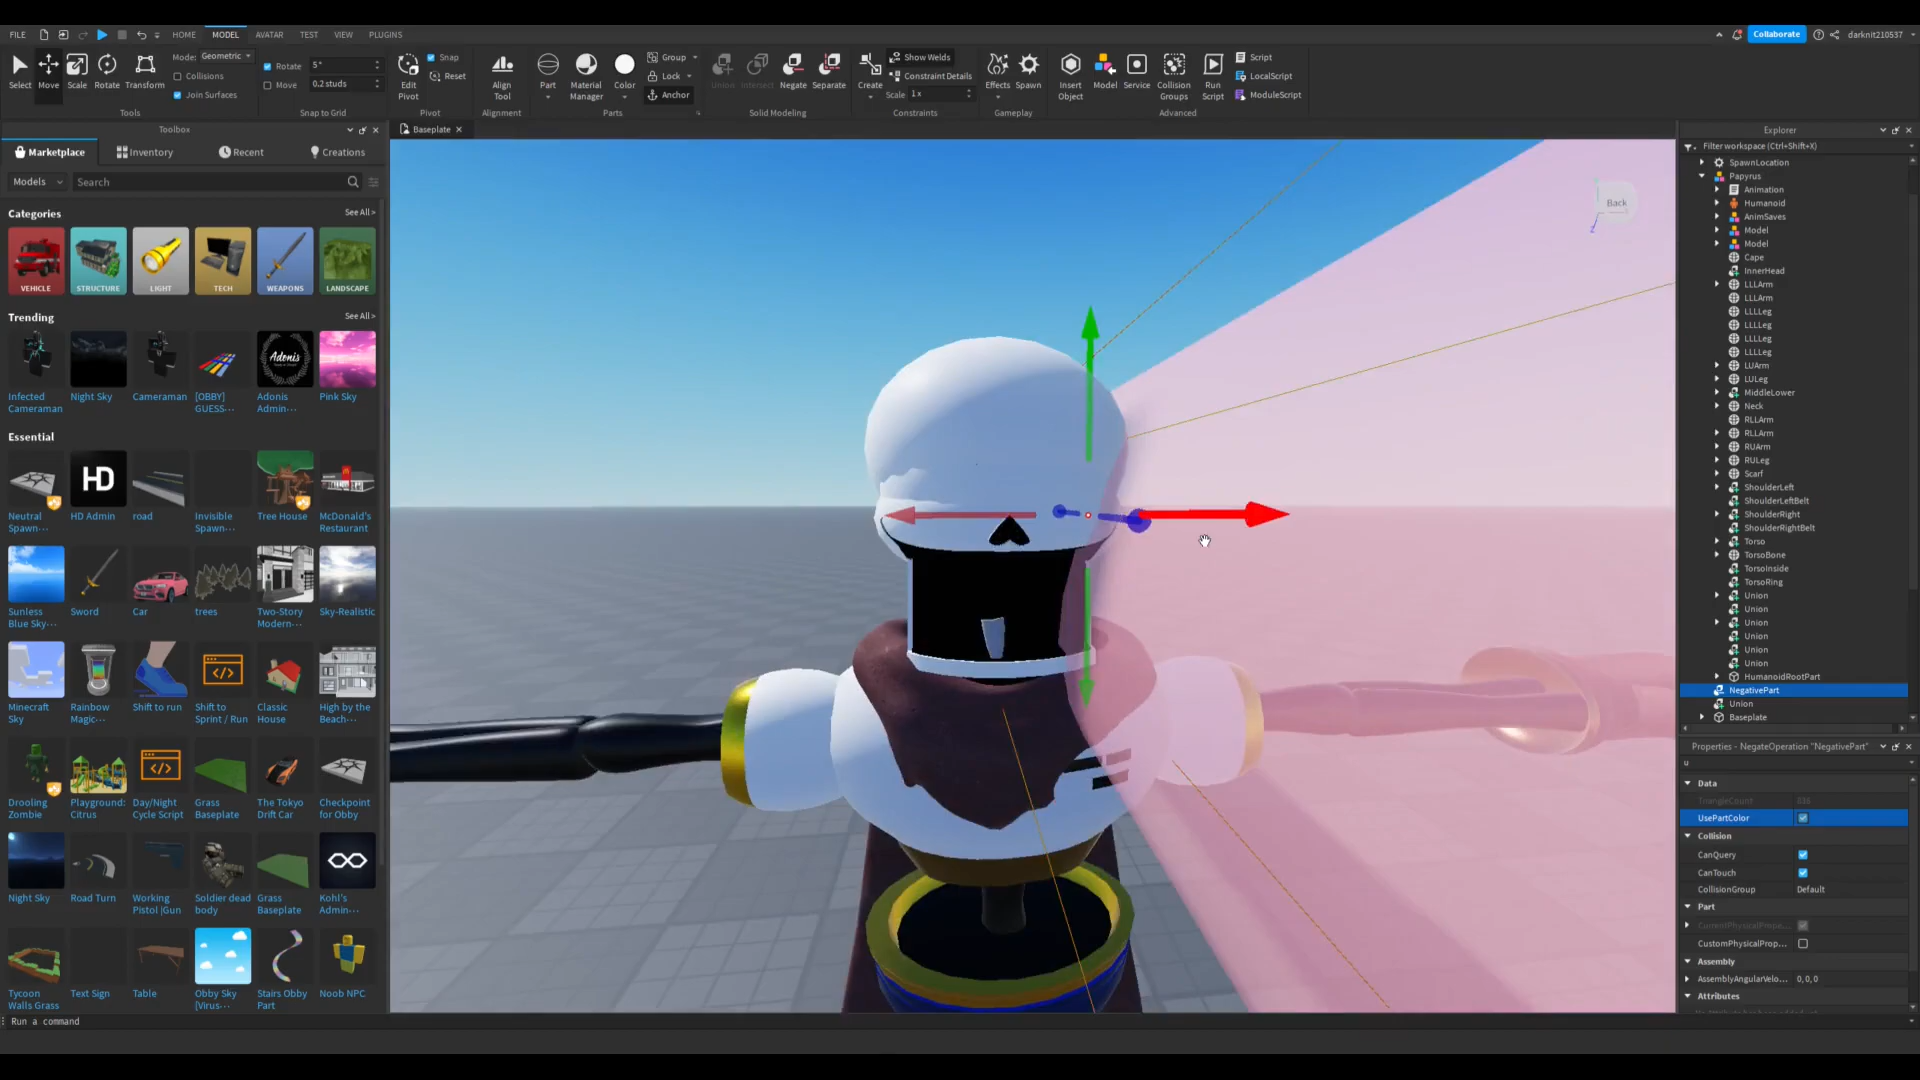 FILE HOME MODEL AVATAR TEST VIEW PLUGINS Collaborate darknit210537
Select Move Scale Rotate Transform
Mode: Geometric
Collisions
Join Surfaces
Tools
Rotate 5°
Move 0.2 studs
Snap to Grid
Edit Pivot
Snap
Reset
Pivot
Align Tool
Alignment
Part Material Manager Color
Group
Lock
Anchor
Parts
Union Intersect Negate Separate
Solid Modeling
Create
Show Welds
Constraint Details
Scale 1x
Constraints
Effects Spawn
Gameplay
Insert Object Model Service Collision Groups Run Script
Script
LocalScript
ModuleScript
Advanced
Toolbox
Marketplace Inventory Recent Creations
Models Search
Categories See All >
VEHICLE STRUCTURE LIGHT TECH WEAPONS LANDSCAPE
Trending See All >
Adonis
Infected Cameraman Night Sky Cameraman [OBBY] GUESS··· Adonis Admin··· Pink Sky
Essential See All >
HD
Neutral Spawn··· HD Admin road Invisible Spawn··· Tree House McDonald's Restaurant
Sunless Blue Sky··· Sword Car trees Two-Story Modern··· Sky-Realistic
Minecraft Sky Rainbow Magic··· Shift to run Shift to Sprint / Run Classic House High by the Beach···
Drooling Zombie Playground: Citrus Day/Night Cycle Script Grass Baseplate The Tokyo Drift Car Checkpoint for Obby
Night Sky Road Turn Working Pistol |Gun Soldier dead body Grass Baseplate Kohl's Admin···
Tycoon Walls Grass Text Sign Table Obby Sky [Virus··· Stairs Obby Part Noob NPC
Run a command
Baseplate
Back
Explorer
Filter workspace (Ctrl+Shift+X)
SpawnLocation
Papyrus
Animation
Humanoid
AnimSaves
Model
Model
Cape
InnerHead
LLLArm
LLLArm
LLLLeg
LLLLeg
LLLLeg
LLLLeg
LUArm
LULeg
MiddleLower
Neck
RLLArm
RLLArm
RUArm
RULeg
Scarf
ShoulderLeft
ShoulderLeftBelt
ShoulderRight
ShoulderRightBelt
Torso
TorsoBone
TorsoInside
TorsoRing
Union
Union
Union
Union
Union
Union
HumanoidRootPart
NegativePart
Union
Baseplate
Properties - NegateOperation "NegativePart"
u
Data
TriangleCount
UsePartColor
Collision
CanQuery
CanTouch
CollisionGroup Default
Part
CurrentPhysicalPrope...
CustomPhysicalProp...
Assembly
AssemblyAngularVelo... 0, 0, 0
Attributes